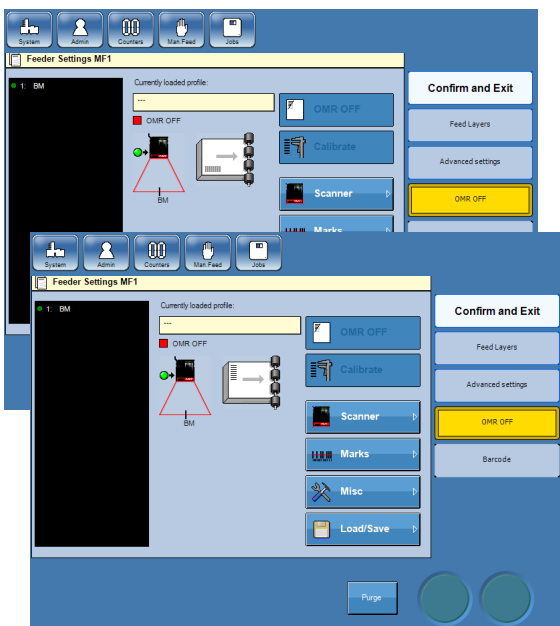 System
Admin
Counters
Man.Feed
Jobs
Feeder Settings MF1
1: BM
Currently loaded profile:
---
OMR OFF
BM
OMR OFF
Calibrate
Scanner
Marks
Confirm and Exit
Feed Layers
Advanced settings
OMR OFF
System
Admin
Counters
Man.Feed
Jobs
Feeder Settings MF1
1: BM
Currently loaded profile:
---
OMR OFF
BM
OMR OFF
Calibrate
Scanner
Marks
Misc
Load/Save
Confirm and Exit
Feed Layers
Advanced settings
OMR OFF
Barcode
Purge